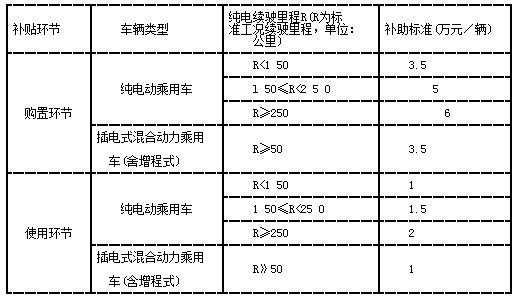 补贴环节
车辆类型
纯电续驶里程R(R为标
准工况续驶里程，单位：
公里)
补助标准(万元／辆)
购置环节
纯电动乘用车
R<1 50
3.5
1 50≤R<2 5 0
5
R≥250
6
插电式混合动力乘用
车(舍增程式)
R≥50
3.5
使用环节
纯电动乘用车
R<1 50
1
1 50≤R<25 0
1.5
R≥250
2
插电式混合动力乘用
车(含增程式)
R》50
1